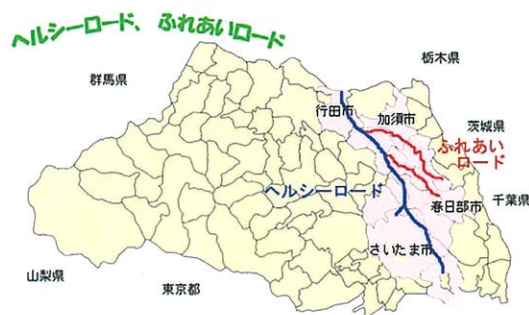 ヘルシーロード、ふれあいロード
栃木県
群馬県
行田市
加須市
茨城県
ふれあい
ロード
ヘルシーロード
春日部市
千葉県
さいたま市
山梨県
東京都